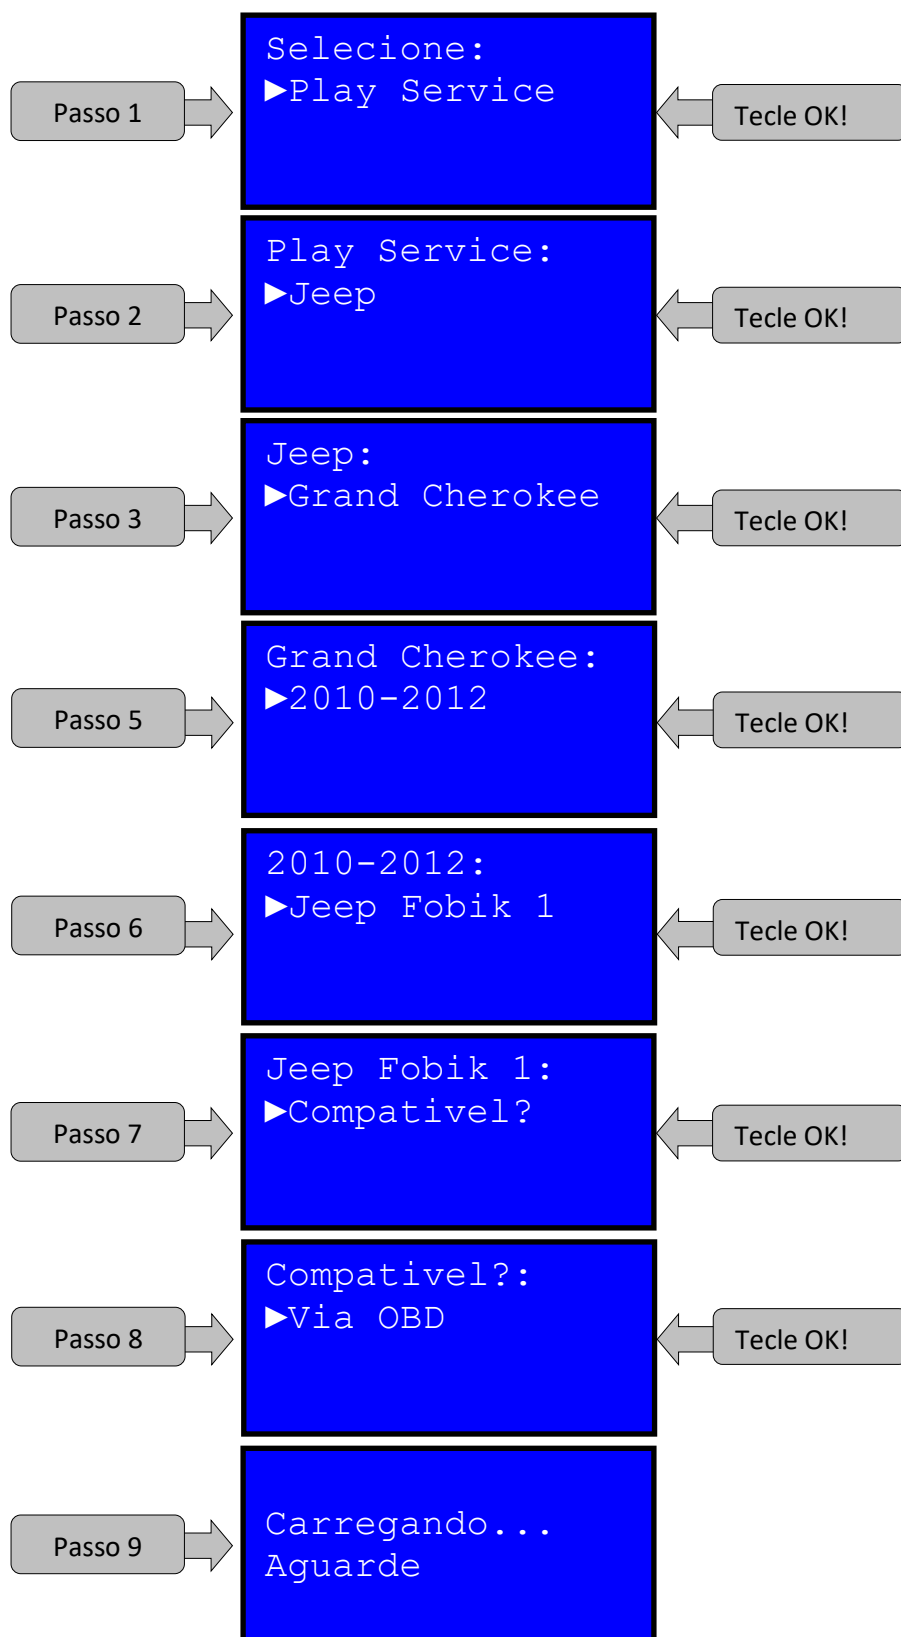 Selecione:
Passo 1
►Play Service
Tecle OK!
Play Service:
Passo 2
►Jeep
Tecle OK!
Jeep:
Passo 3
►Grand Cherokee
Tecle OK!
Grand Cherokee:
Passo 5
►2010-2012
Tecle OK!
2010-2012:
Passo 6
►Jeep Fobik 1
Tecle OK!
Jeep Fobik 1:
Passo 7
►Compativel?
Tecle OK!
Compativel?:
Passo 8
►Via OBD
Tecle OK!
Passo 9
Carregando...
Aguarde